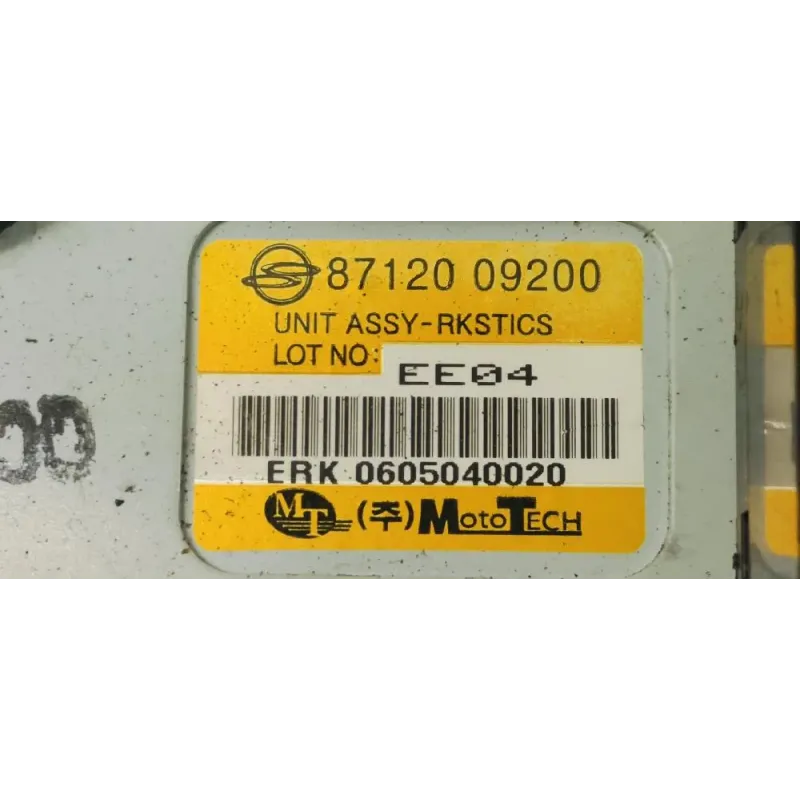 87120 09200
UNIT ASSY-RKSTICS
LOT NO: EE04
ERK 0605040020
MT (주)MOTOTECH